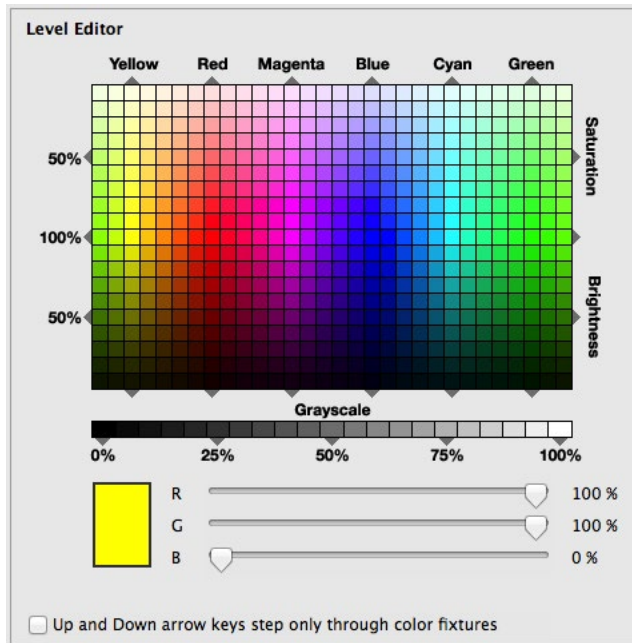 Level Editor
Yellow Red Magenta Blue Cyan Green
50%
100%
50%
Saturation
Brightness
Grayscale
0% 25% 50% 75% 100%
R 100 %
G 100 %
B 0 %
Up and Down arrow keys step only through color fixtures